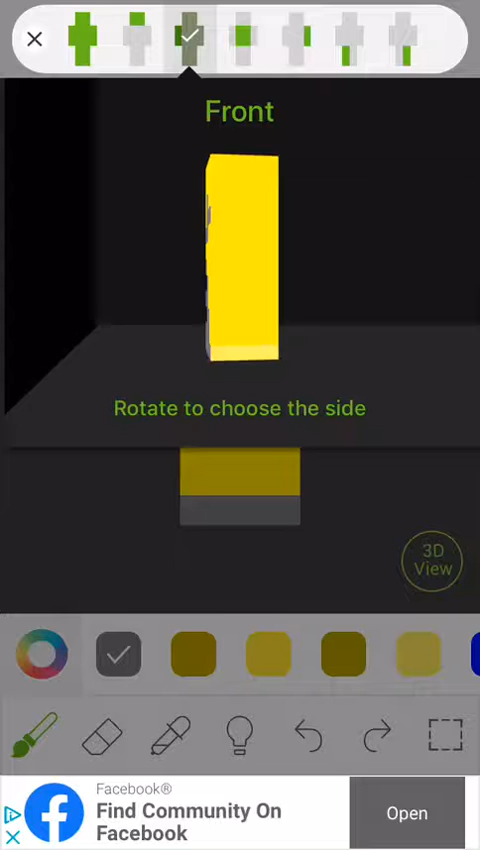 Front
Rotate to choose the side
3D
View
Facebook®
Find Community On
Facebook
Open